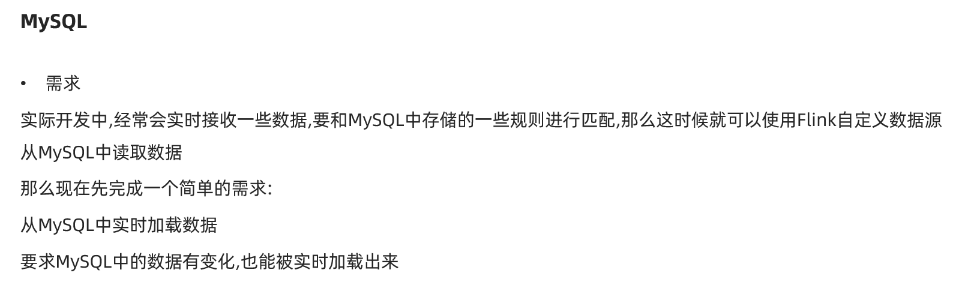 MySQL
• 需求
实际开发中,经常会实时接收一些数据,要和MySQL中存储的一些规则进行匹配,那么这时候就可以使用Flink自定义数据源
从MySQL中读取数据
那么现在先完成一个简单的需求:
从MySQL中实时加载数据
要求MySQL中的数据有变化,也能被实时加载出来